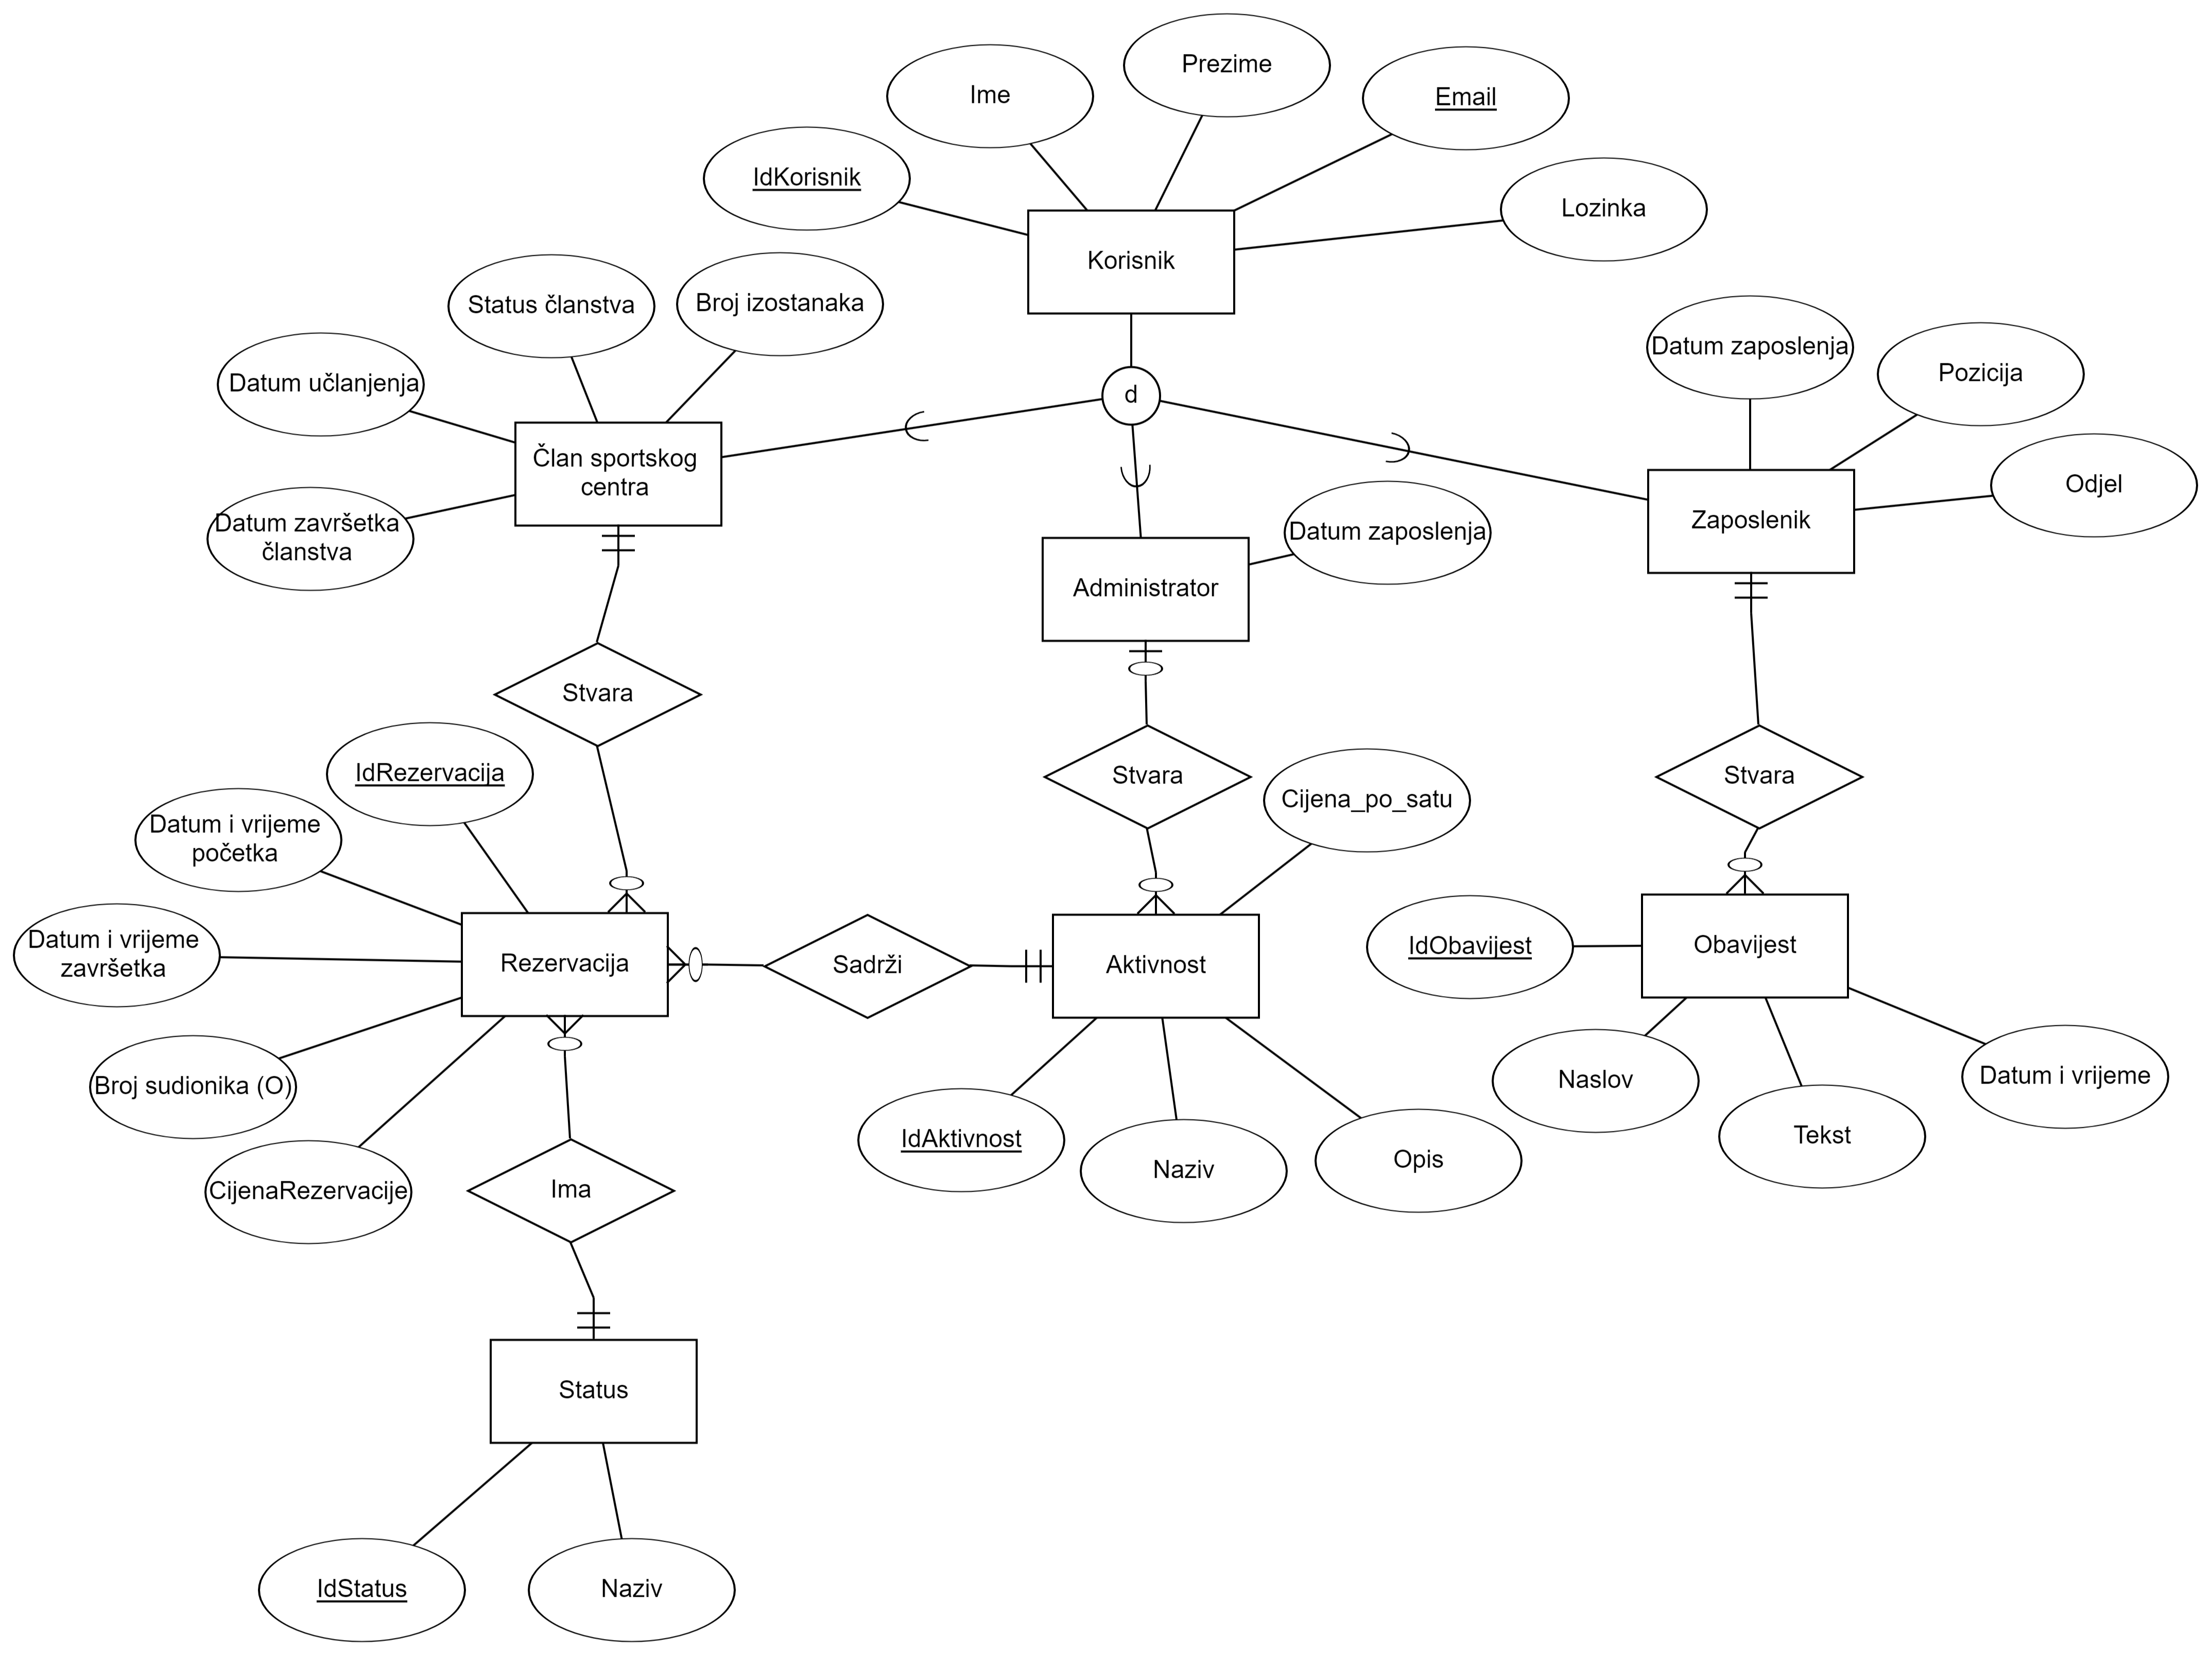 Prezime
Ime
Email
IdKorisnik
Lozinka
Korisnik
Status članstva
Broj izostanaka
Datum zaposlenja
Pozicija
Datum učlanjenja
d
Član sportskog
centra
Odjel
Zaposlenik
Datum završetka
članstva
Datum zaposlenja
Administrator
Stvara
Stvara
Stvara
IdRezervacija
Cijena_po_satu
Datum i vrijeme
početka
Datum i vrijeme
završetka
Rezervacija
Sadrži
Aktivnost
IdObavijest
Obavijest
Broj sudionika (O)
Naslov
Datum i vrijeme
IdAktivnost
Tekst
Naziv
Opis
CijenaRezervacije
Ima
Status
IdStatus
Naziv